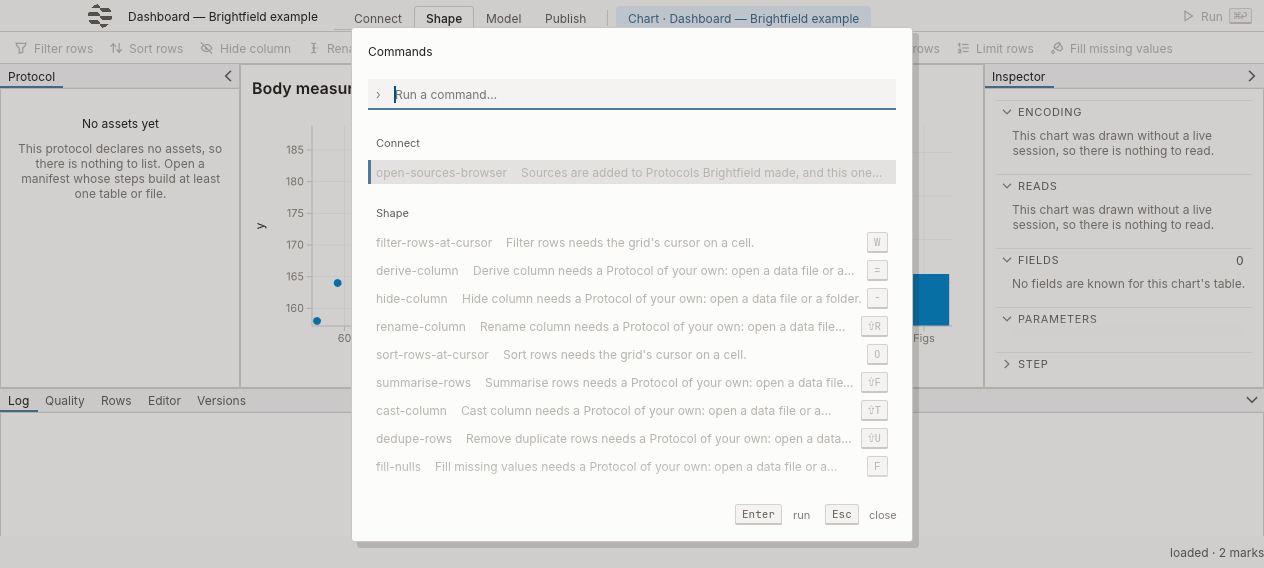 Dashboard — Brightfield example
Connect
Shape
Model
Publish
Chart · Dashboard — Brightfield example
Run
Filter rows
Sort rows
Hide column
rows
Limit rows
Fill missing values
Protocol
No assets yet
This protocol declares no assets, so
there is nothing to list. Open a
manifest whose steps build at least
one table or file.
185
180
175
170
165
160
y
60
Figs
Commands
Run a command...
Connect
open-sources-browser Sources are added to Protocols Brightfield made, and this one...
Shape
filter-rows-at-cursor Filter rows needs the grid's cursor on a cell. W
derive-column Derive column needs a Protocol of your own: open a data file or a... =
hide-column Hide column needs a Protocol of your own: open a data file or a folder. -
rename-column Rename column needs a Protocol of your own: open a data file... ⇧R
sort-rows-at-cursor Sort rows needs the grid's cursor on a cell. O
summarise-rows Summarise rows needs a Protocol of your own: open a data file... ⇧F
cast-column Cast column needs a Protocol of your own: open a data file or a... ⇧T
dedupe-rows Remove duplicate rows needs a Protocol of your own: open a data... ⇧U
fill-nulls Fill missing values needs a Protocol of your own: open a data file or a... F
Enter run Esc close
Inspector
ENCODING
This chart was drawn without a live
session, so there is nothing to read.
READS
This chart was drawn without a live
session, so there is nothing to read.
FIELDS 0
No fields are known for this chart's table.
PARAMETERS
STEP
Log
Quality
Rows
Editor
Versions
loaded · 2 marks